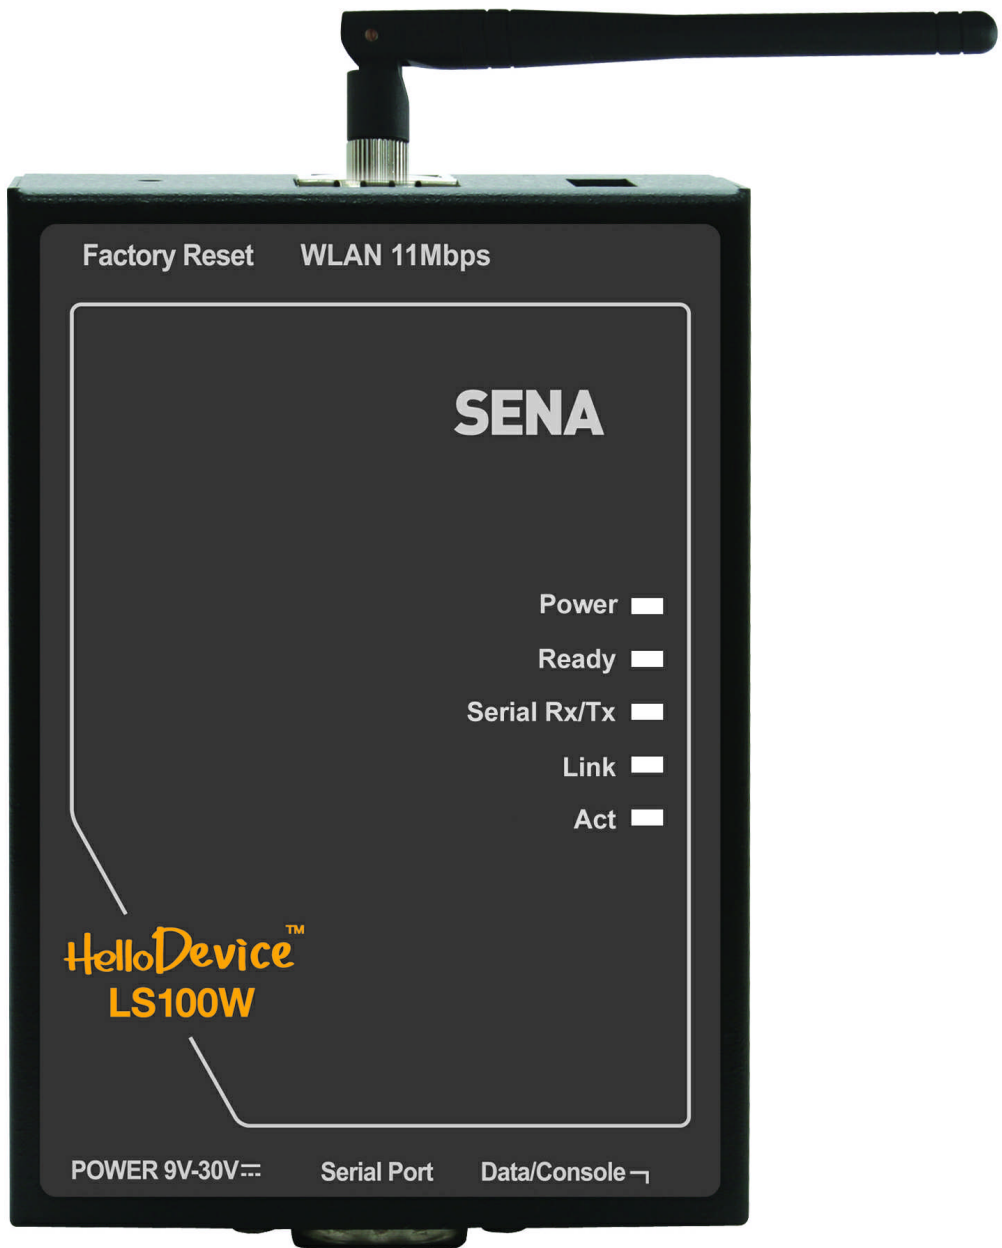 Factory Reset WLAN 11Mbps
SENA
Power
Ready
Serial Rx/Tx
Link
Act
HelloDevice™
LS100W
POWER 9V-30V⎓ Serial Port Data/Console